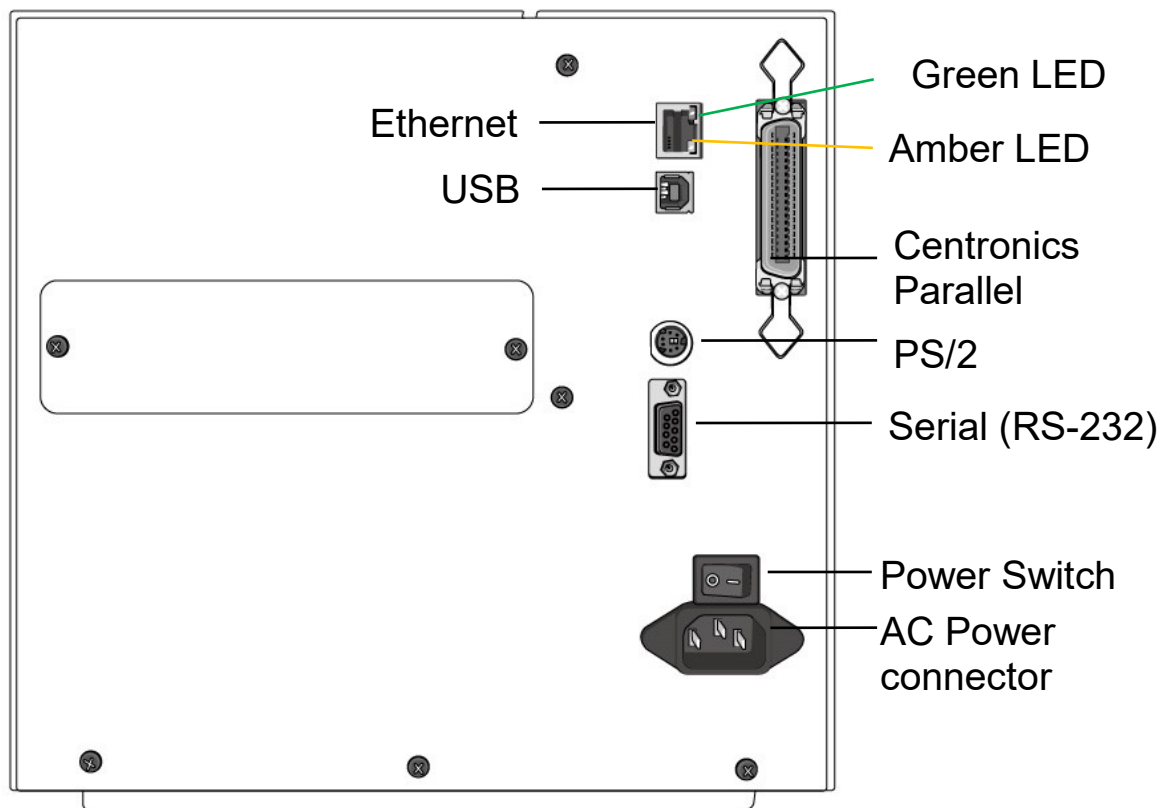 Green LED
Ethernet
Amber LED
USB
Centronics
Parallel
PS/2
Serial (RS-232)
Power Switch
AC Power
connector